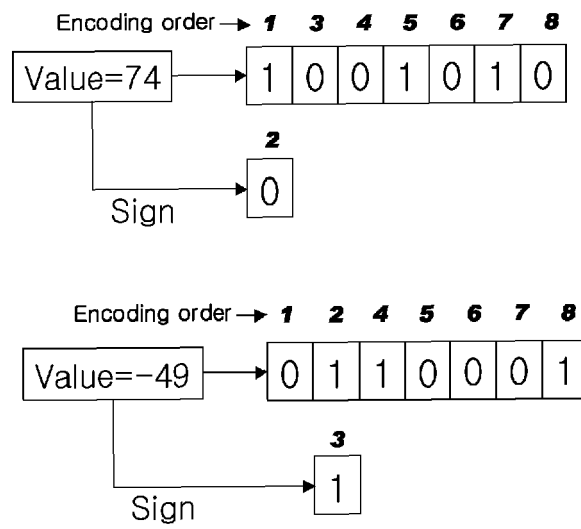 Encoding order → 1 3 4 5 6 7 8
Value=74 1 0 0 1 0 1 0
2
0
Sign
Encoding order → 1 2 4 5 6 7 8
Value=−49 0 1 1 0 0 0 1
3
1
Sign